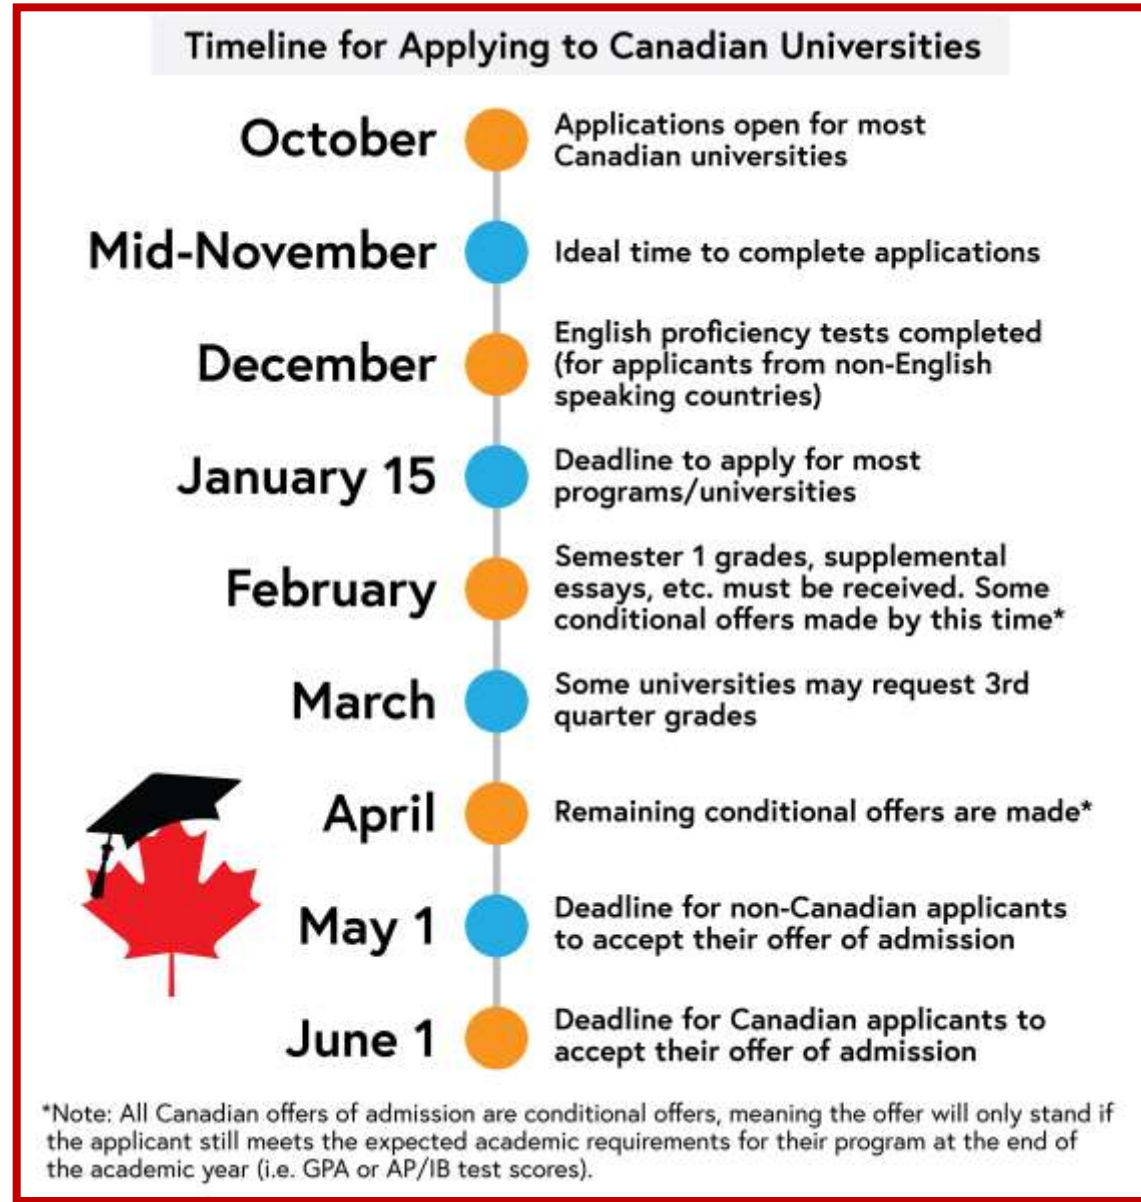 Timeline for Applying to Canadian Universities
October
Applications open for most
Canadian universities
Mid-November
Ideal time to complete applications
December
English proficiency tests completed
(for applicants from non-English
speaking countries)
January 15
Deadline to apply for most
programs/universities
February
Semester 1 grades, supplemental
essays, etc. must be received. Some
conditional offers made by this time*
March
Some universities may request 3rd
quarter grades
April
Remaining conditional offers are made*
May 1
Deadline for non-Canadian applicants
to accept their offer of admission
June 1
Deadline for Canadian applicants to
accept their offer of admission
*Note: All Canadian offers of admission are conditional offers, meaning the offer will only stand if
the applicant still meets the expected academic requirements for their program at the end of
the academic year (i.e. GPA or AP/IB test scores).